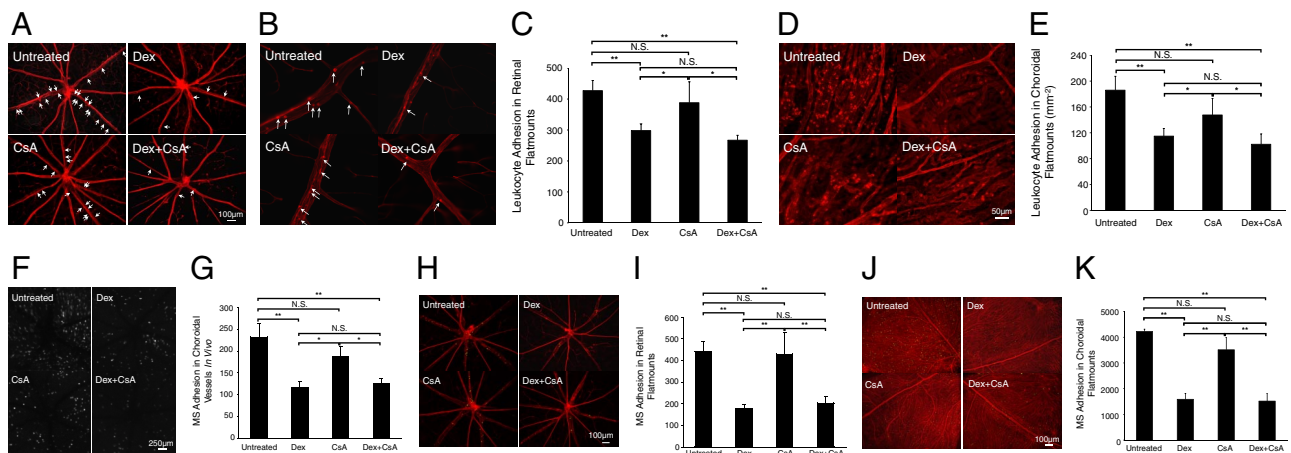 A
Untreated
Dex
CsA
Dex+CsA
100µm
B
Untreated
Dex
CsA
Dex+CsA
C
Leukocyte Adhesion in Retinal
Flatmounts
500
400
300
200
100
0
**
N.S.
**
N.S.
*
*
Untreated
Dex
CsA
Dex+CsA
D
Untreated
Dex
CsA
Dex+CsA
50µm
E
Leukocyte Adhesion in Choroidal
Flatmounts (mm-2)
240
200
160
120
80
40
0
**
N.S.
**
N.S.
*
*
Untreated
Dex
CsA
Dex+CsA
F
Untreated
Dex
CsA
Dex+CsA
250µm
G
MS Adhesion in Choroidal
Vessels In Vivo
300
250
200
150
100
50
0
**
N.S.
**
N.S.
*
*
Untreated
Dex
CsA
Dex+CsA
H
Untreated
Dex
CsA
Dex+CsA
100µm
I
MS Adhesion in Retinal
Flatmounts
600
500
400
300
200
100
0
**
N.S.
**
N.S.
**
**
Untreated
Dex
CsA
Dex+CsA
J
Untreated
Dex
CsA
Dex+CsA
100µm
K
MS Adhesion in Choroidal
Flatmounts
5000
4000
3000
2000
1000
0
**
N.S.
**
N.S.
**
**
Untreated
Dex
CsA
Dex+CsA